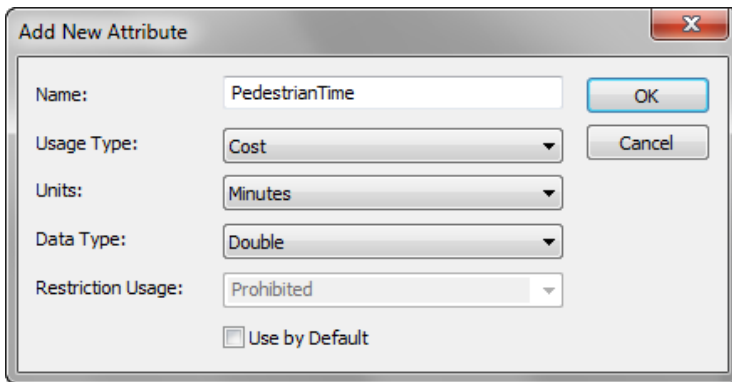 Add New Attribute
Name: PedestrianTime OK
Usage Type: Cost Cancel
Units: Minutes
Data Type: Double
Restriction Usage: Prohibited
Use by Default